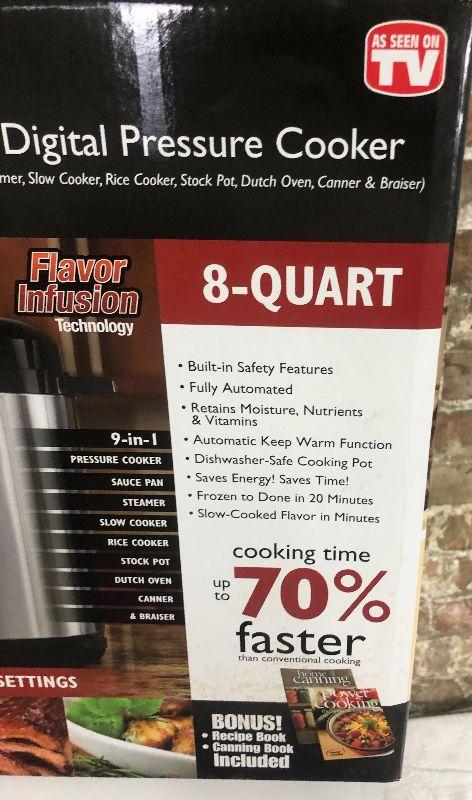 AS SEEN ON
TV
Digital Pressure Cooker
mer, Slow Cooker, Rice Cooker, Stock Pot, Dutch Oven, Canner & Braiser)
Flavor
Infusion
Technology
8-QUART
• Built-in Safety Features
• Fully Automated
• Retains Moisture, Nutrients
& Vitamins
• Automatic Keep Warm Function
• Dishwasher-Safe Cooking Pot
• Saves Energy! Saves Time!
• Frozen to Done in 20 Minutes
• Slow-Cooked Flavor in Minutes
9-in-1
PRESSURE COOKER
SAUCE PAN
STEAMER
SLOW COOKER
RICE COOKER
STOCK POT
DUTCH OVEN
CANNER
& BRAISER
cooking time
up to 70%
faster
than conventional cooking
SETTINGS
home
canning
power
cooking
BONUS!
• Recipe Book
• Canning Book
Included